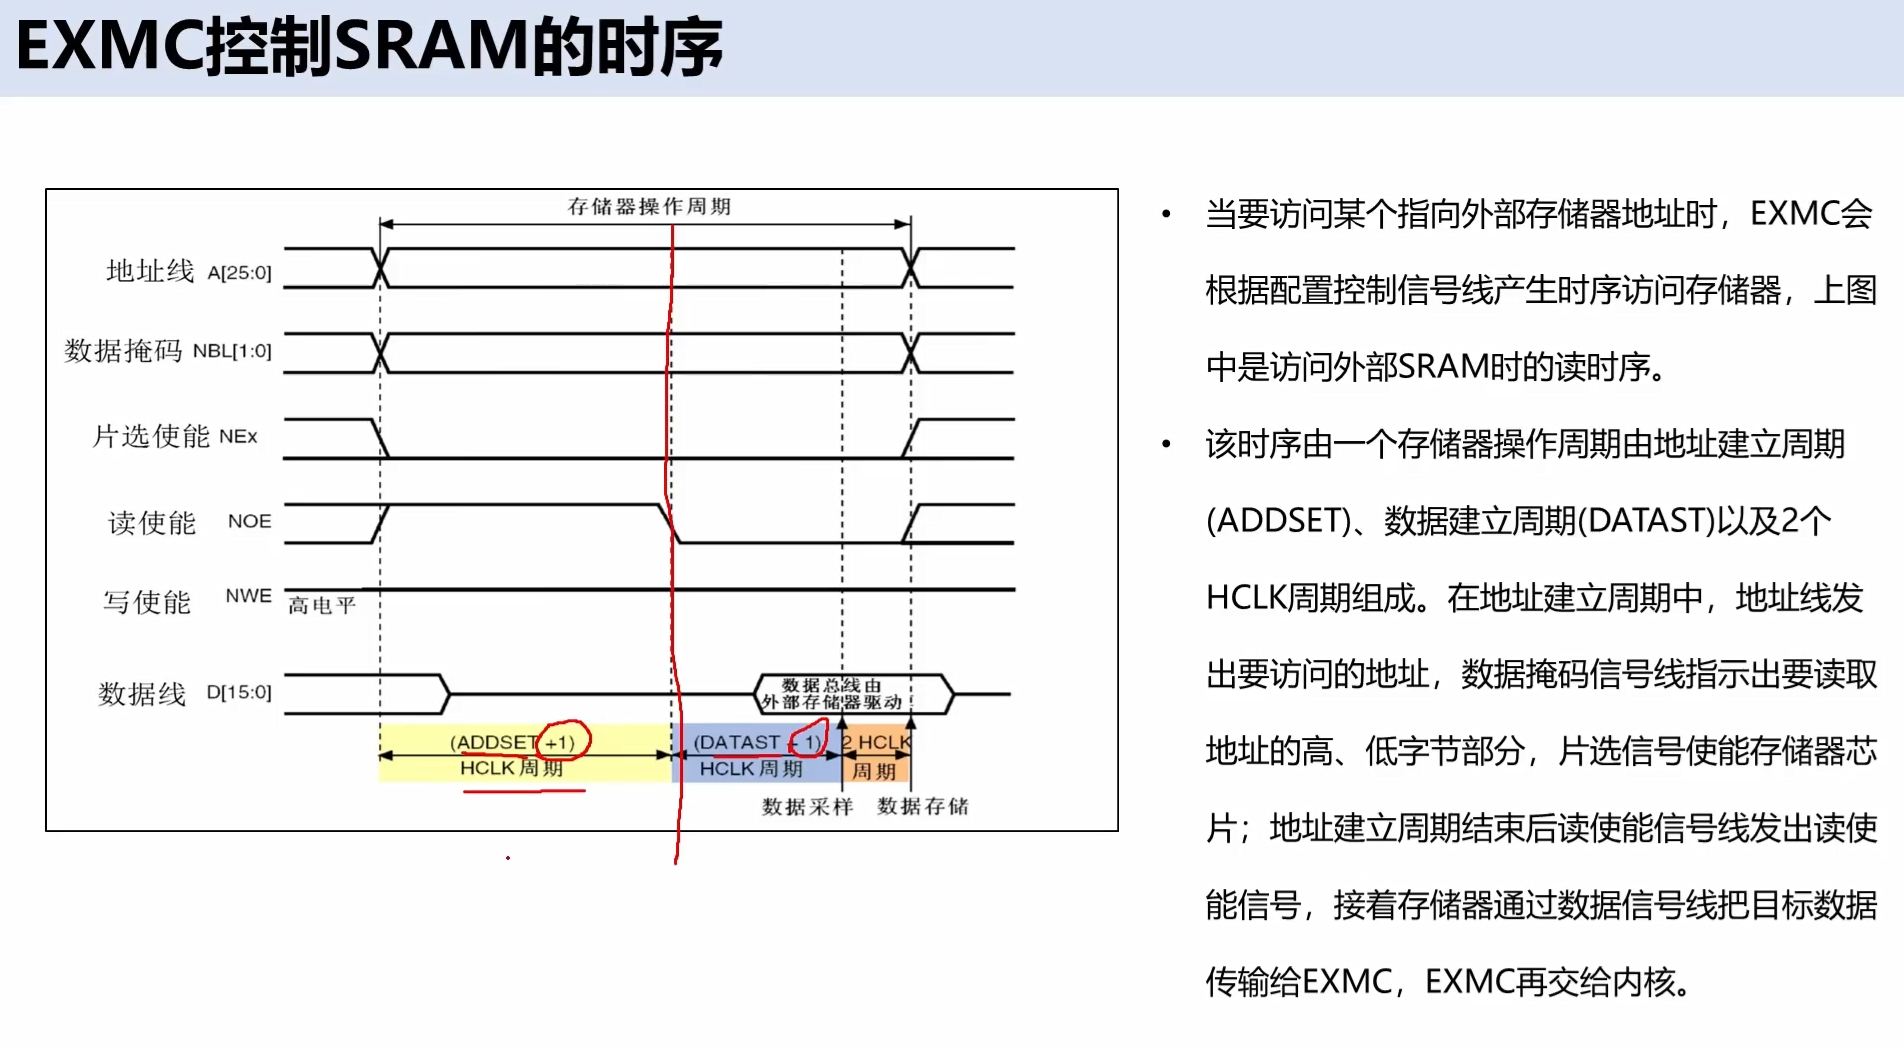 EXMC控制SRAM的时序
存储器操作周期
地址线 A[25:0]
数据掩码 NBL[1:0]
片选使能 NEx
读使能 NOE
写使能 NWE 高电平
数据线 D[15:0]
数据总线由
外部存储器驱动
(ADDSET +1)
HCLK 周期
(DATAST + 1)
HCLK 周期
2 HCLK
周期
数据采样
数据存储
• 当要访问某个指向外部存储器地址时，EXMC会
根据配置控制信号线产生时序访问存储器，上图
中是访问外部SRAM时的读时序。
• 该时序由一个存储器操作周期由地址建立周期
(ADDSET)、数据建立周期(DATAST)以及2个
HCLK周期组成。在地址建立周期中，地址线发
出要访问的地址，数据掩码信号线指示出要读取
地址的高、低字节部分，片选信号使能存储器芯
片；地址建立周期结束后读使能信号线发出读使
能信号，接着存储器通过数据信号线把目标数据
传输给EXMC，EXMC再交给内核。